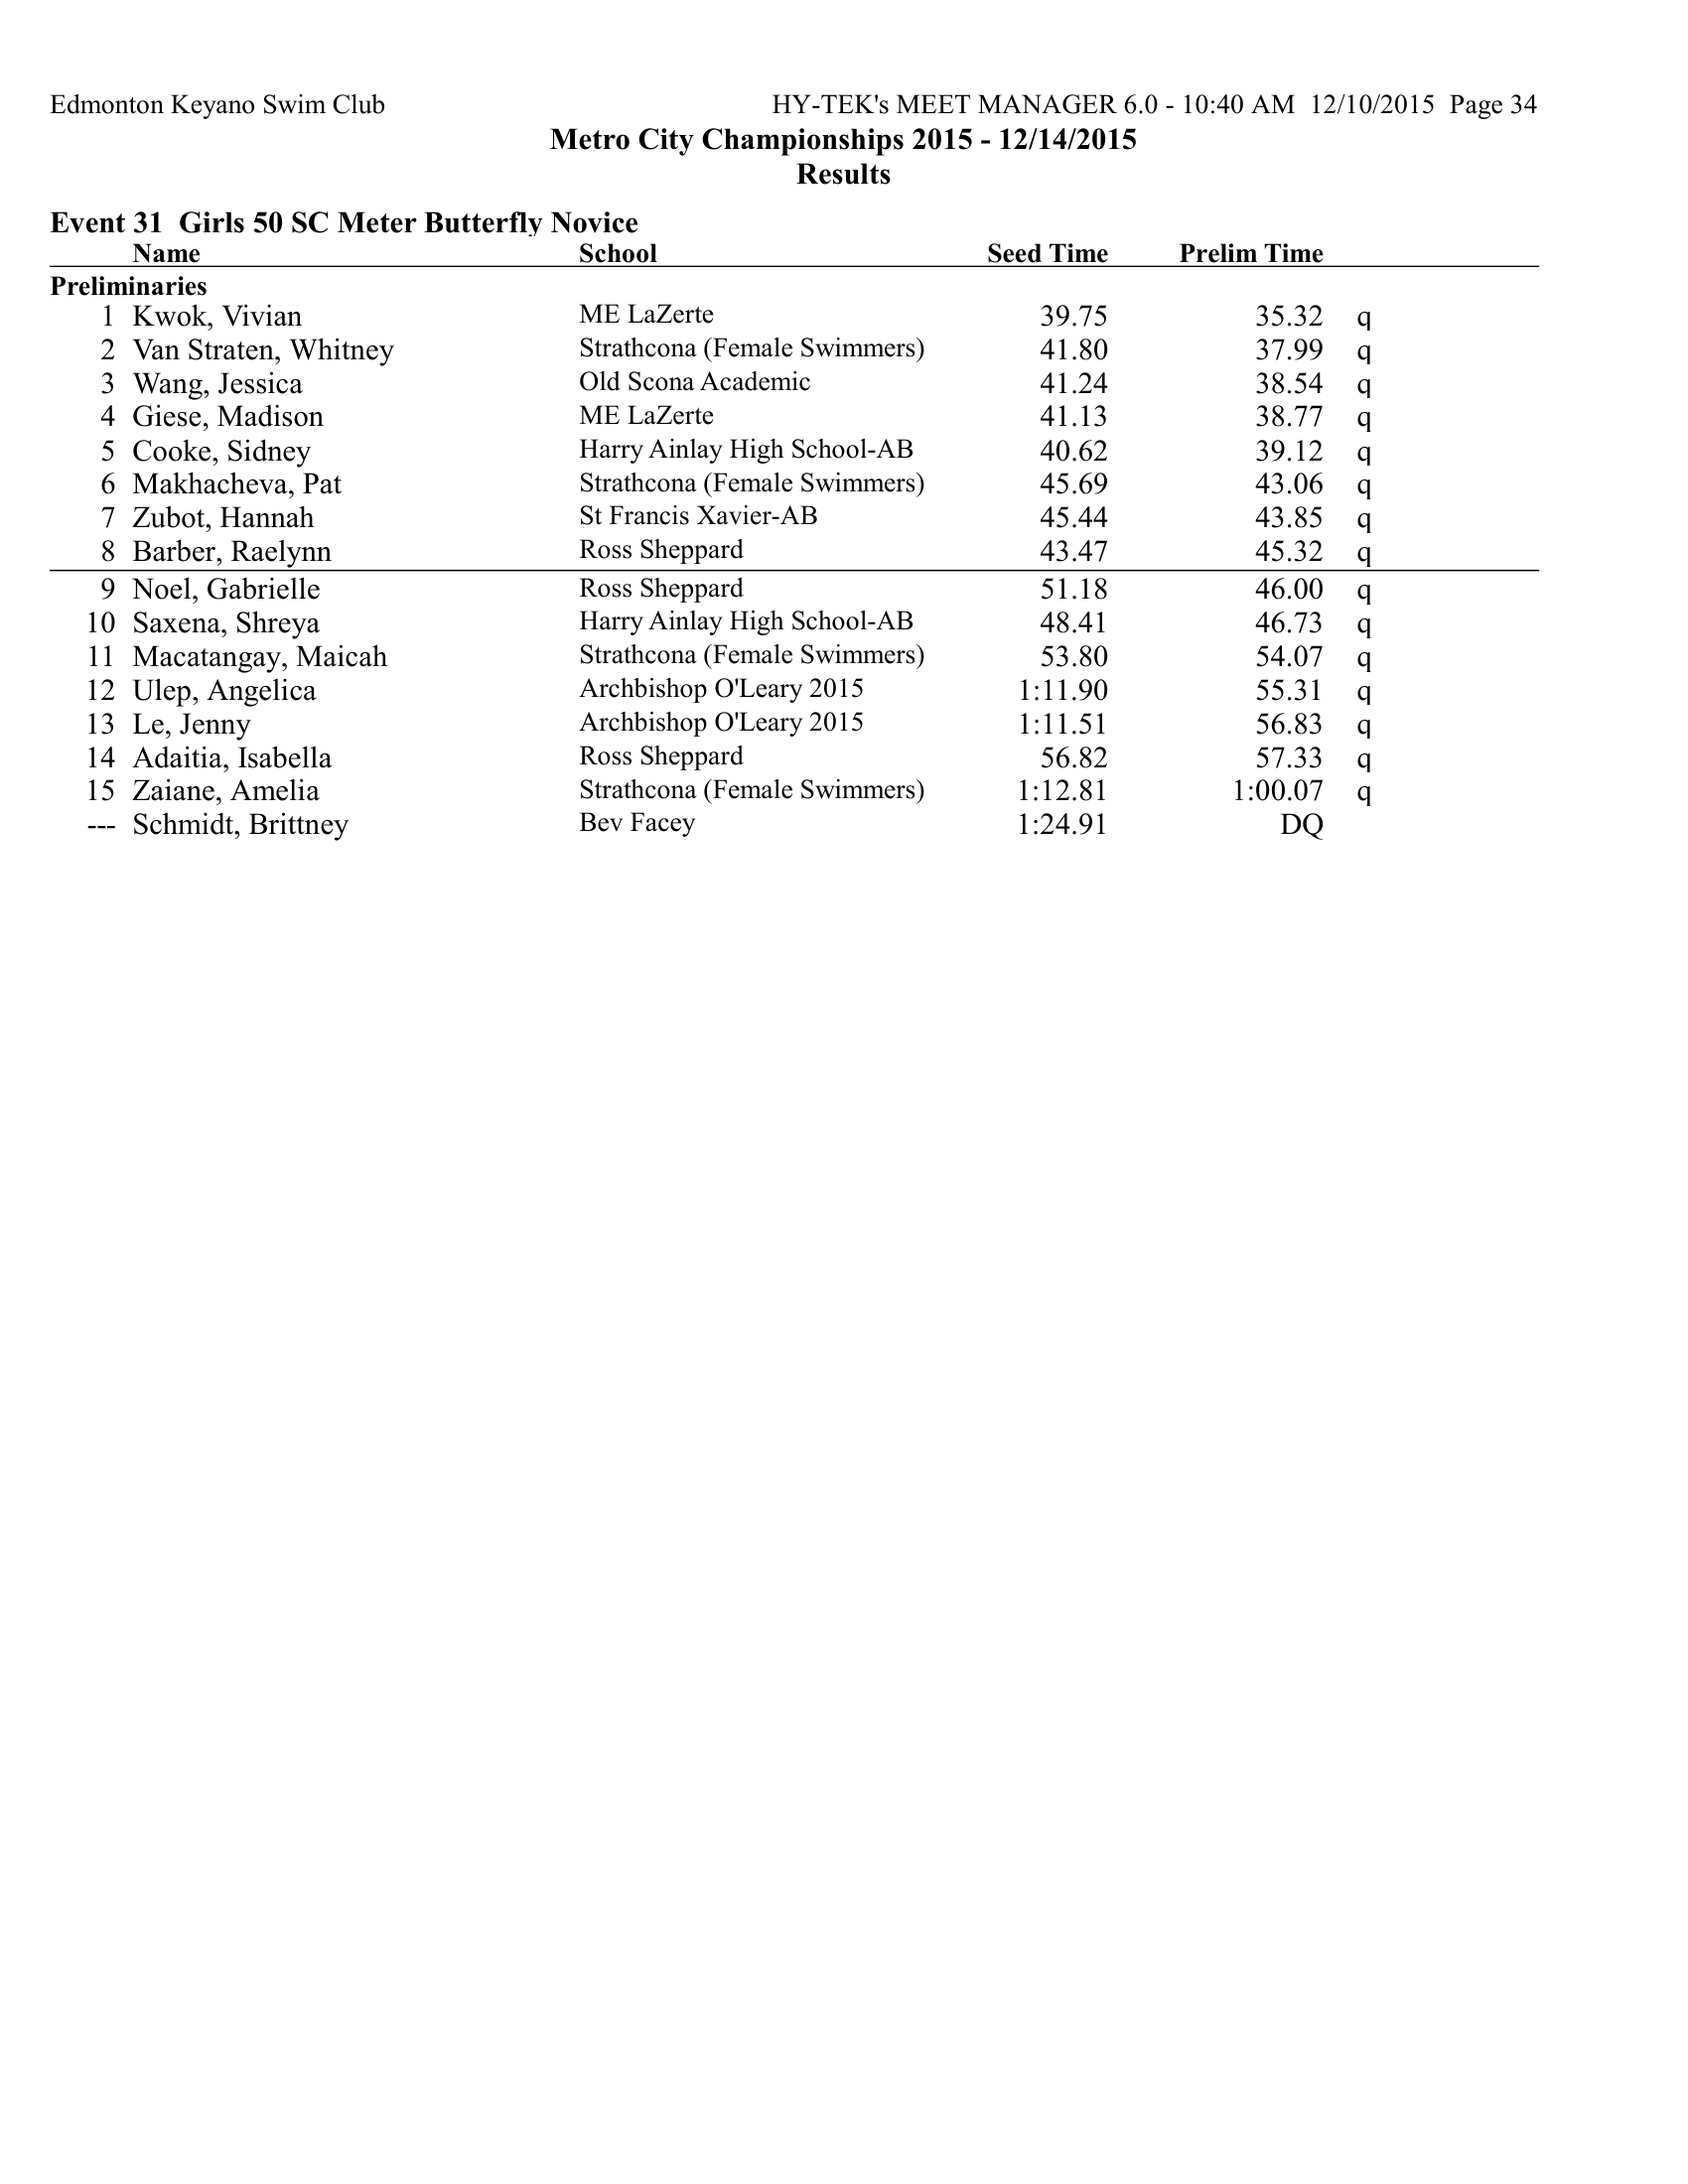 Edmonton Keyano Swim Club HY-TEK's MEET MANAGER 6.0 - 10:40 AM 12/10/2015 Page 34
Metro City Championships 2015 - 12/14/2015
Results
Event 31 Girls 50 SC Meter Butterfly Novice
Name School Seed Time Prelim Time
Preliminaries
1 Kwok, Vivian ME LaZerte 39.75 35.32 q
2 Van Straten, Whitney Strathcona (Female Swimmers) 41.80 37.99 q
3 Wang, Jessica Old Scona Academic 41.24 38.54 q
4 Giese, Madison ME LaZerte 41.13 38.77 q
5 Cooke, Sidney Harry Ainlay High School-AB 40.62 39.12 q
6 Makhacheva, Pat Strathcona (Female Swimmers) 45.69 43.06 q
7 Zubot, Hannah St Francis Xavier-AB 45.44 43.85 q
8 Barber, Raelynn Ross Sheppard 43.47 45.32 q
9 Noel, Gabrielle Ross Sheppard 51.18 46.00 q
10 Saxena, Shreya Harry Ainlay High School-AB 48.41 46.73 q
11 Macatangay, Maicah Strathcona (Female Swimmers) 53.80 54.07 q
12 Ulep, Angelica Archbishop O'Leary 2015 1:11.90 55.31 q
13 Le, Jenny Archbishop O'Leary 2015 1:11.51 56.83 q
14 Adaitia, Isabella Ross Sheppard 56.82 57.33 q
15 Zaiane, Amelia Strathcona (Female Swimmers) 1:12.81 1:00.07 q
--- Schmidt, Brittney Bev Facey 1:24.91 DQ